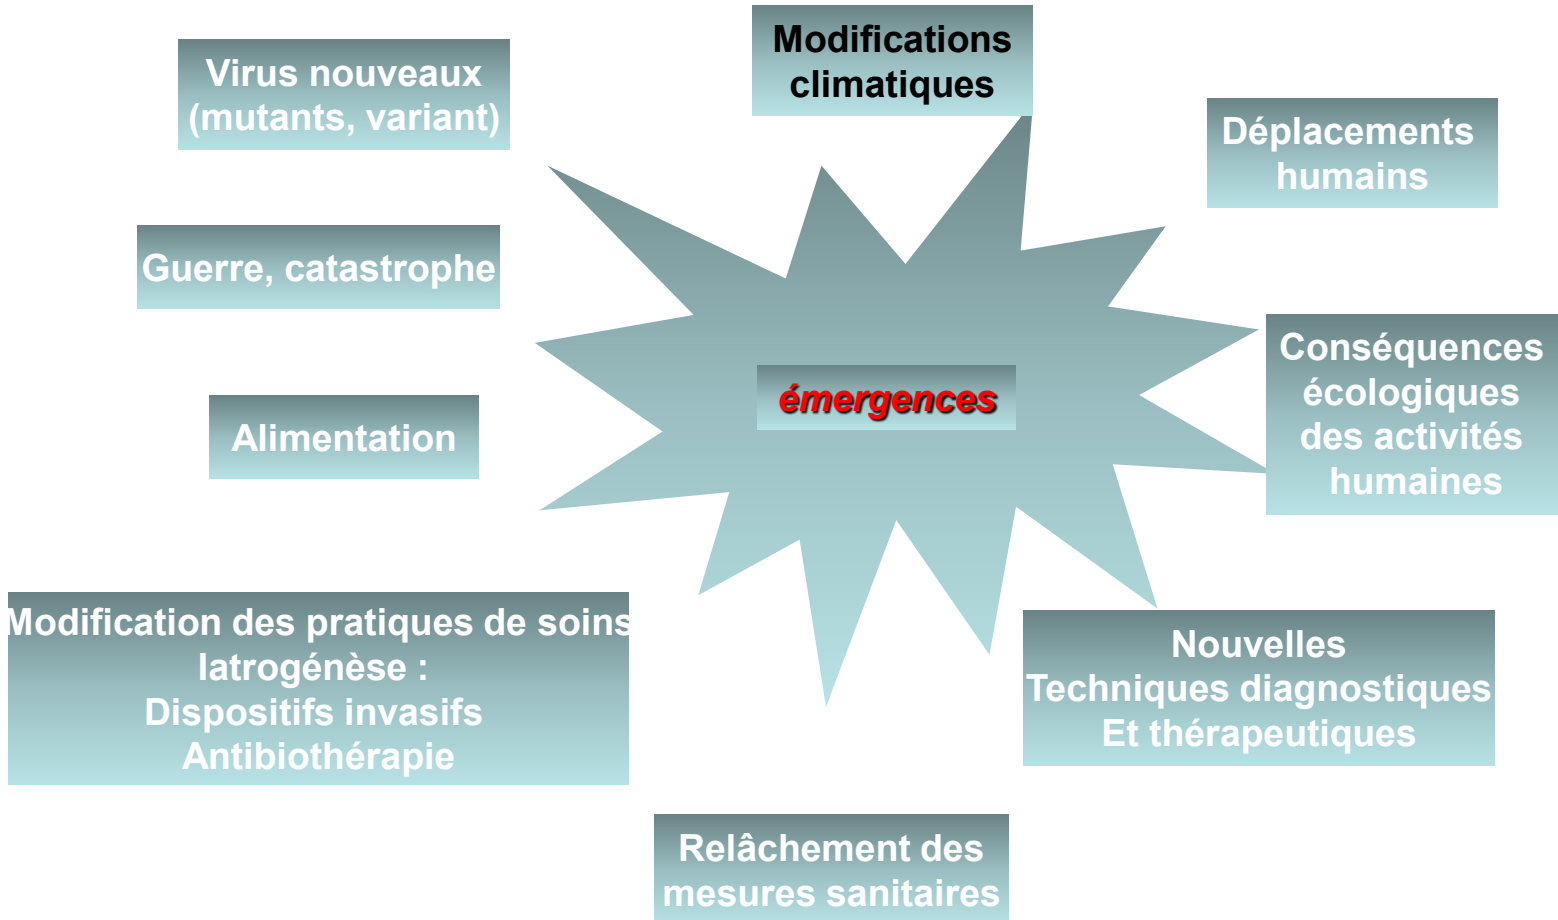 Modifications
climatiques
Virus nouveaux
(mutants, variant)
Déplacements
humains
Guerre, catastrophe
Conséquences
écologiques
des activités
humaines
émergences
Alimentation
Modification des pratiques de soins
Iatrogénèse :
Dispositifs invasifs
Antibiothérapie
Nouvelles
Techniques diagnostiques
Et thérapeutiques
Relâchement des
mesures sanitaires